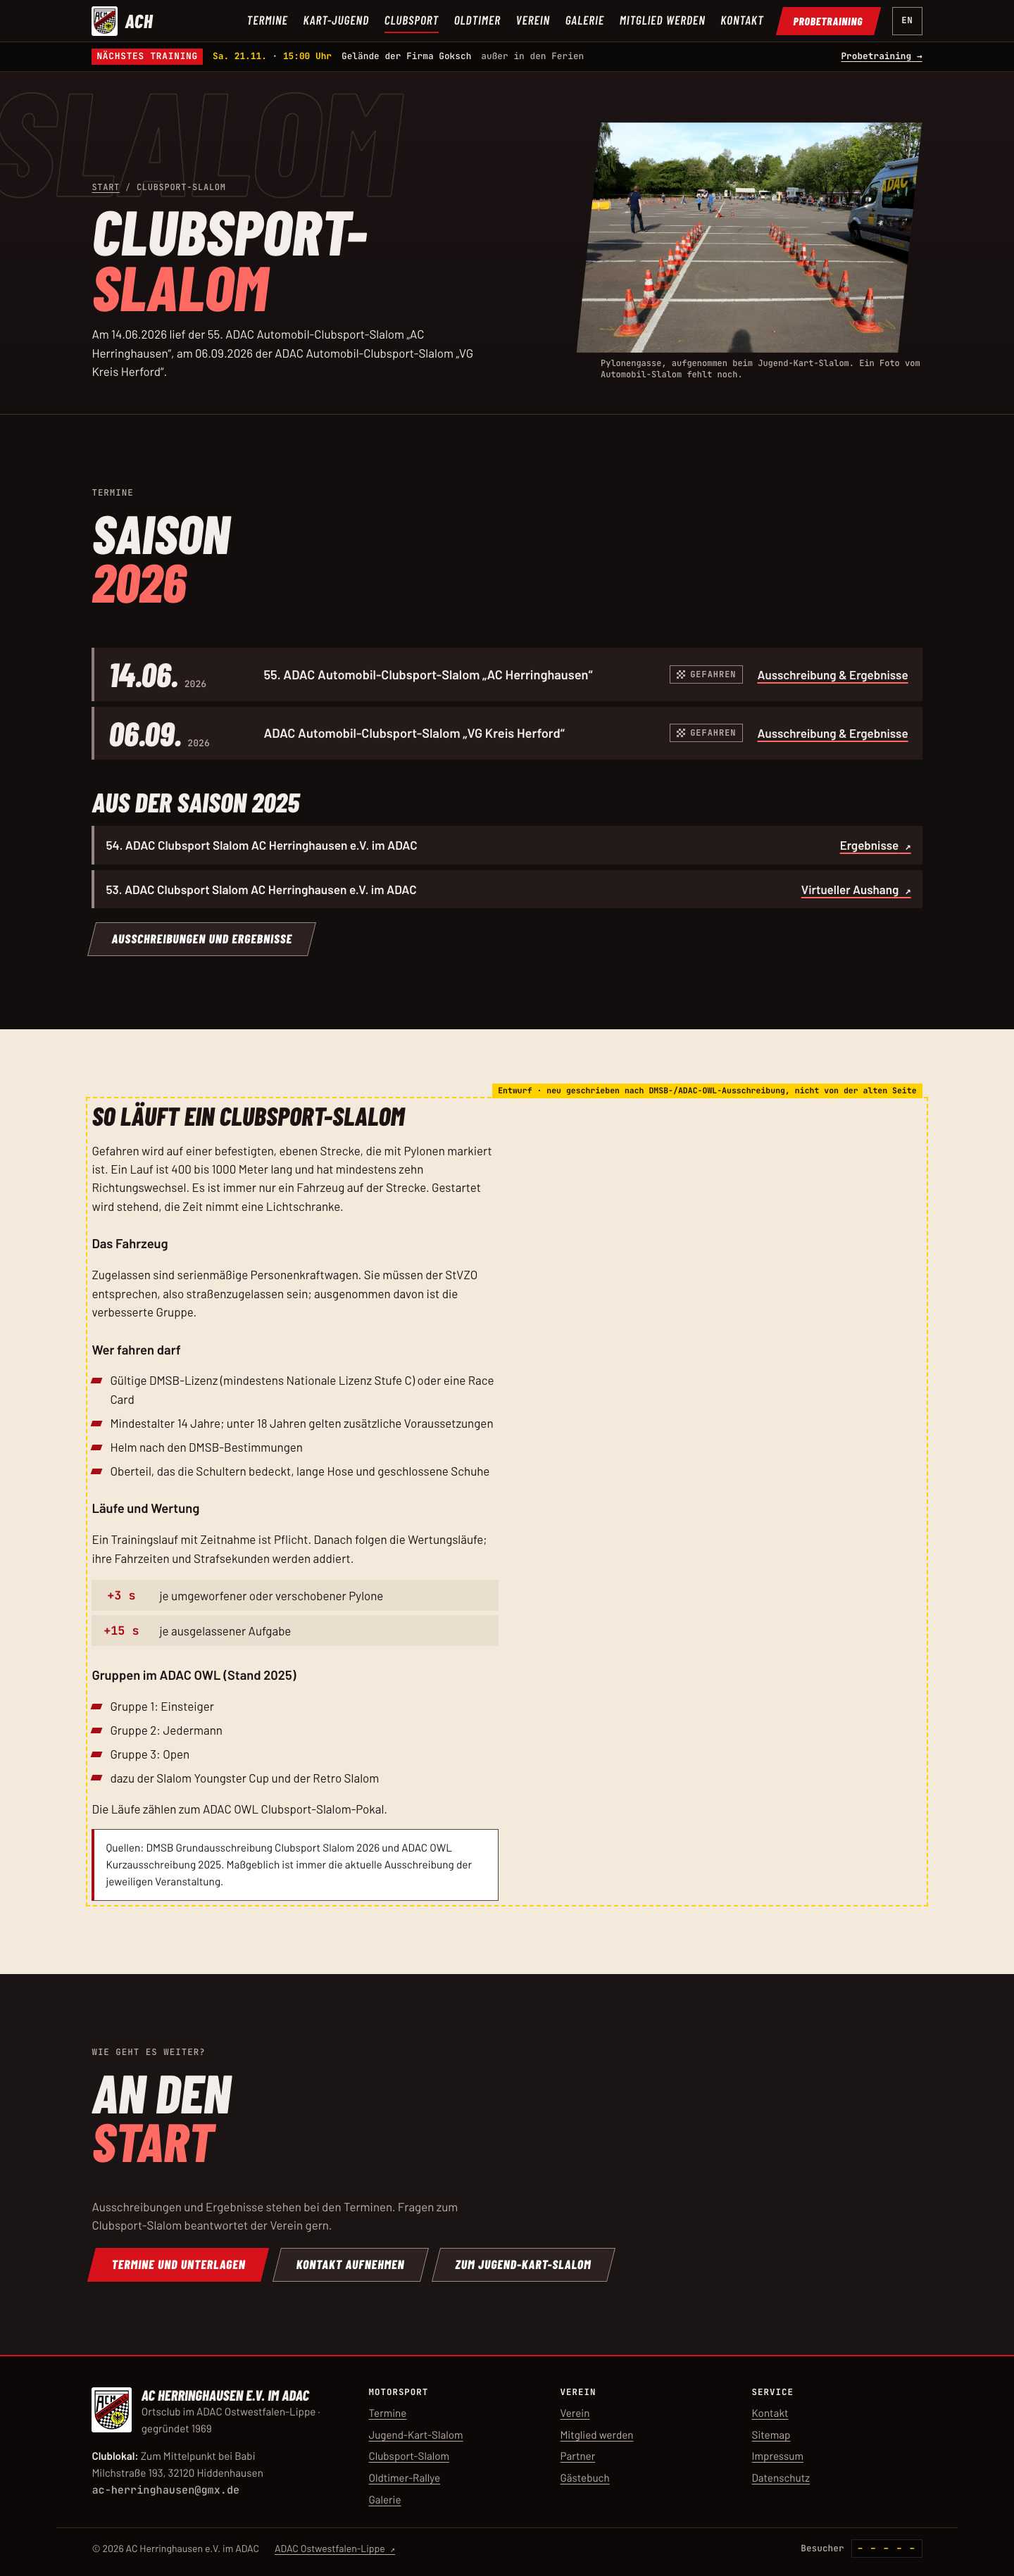 ACH
TERMINE KART-JUGEND CLUBSPORT OLDTIMER VEREIN GALERIE MITGLIED WERDEN KONTAKT PROBETRAINING EN
NÄCHSTES TRAINING Sa. 21.11. · 15:00 Uhr Gelände der Firma Goksch außer in den Ferien Probetraining →
SLALOM
START / CLUBSPORT-SLALOM
CLUBSPORT-
SLALOM
Am 14.06.2026 lief der 55. ADAC Automobil-Clubsport-Slalom „AC
Herringhausen“, am 06.09.2026 der ADAC Automobil-Clubsport-Slalom „VG
Kreis Herford“.
ADAC
Pylonengasse, aufgenommen beim Jugend-Kart-Slalom. Ein Foto vom
Automobil-Slalom fehlt noch.
TERMINE
SAISON
2026
14.06. 2026 55. ADAC Automobil-Clubsport-Slalom „AC Herringhausen“ GEFAHREN Ausschreibung & Ergebnisse
06.09. 2026 ADAC Automobil-Clubsport-Slalom „VG Kreis Herford“ GEFAHREN Ausschreibung & Ergebnisse
AUS DER SAISON 2025
54. ADAC Clubsport Slalom AC Herringhausen e.V. im ADAC Ergebnisse ↗
53. ADAC Clubsport Slalom AC Herringhausen e.V. im ADAC Virtueller Aushang ↗
AUSSCHREIBUNGEN UND ERGEBNISSE
Entwurf · neu geschrieben nach DMSB-/ADAC-OWL-Ausschreibung, nicht von der alten Seite
SO LÄUFT EIN CLUBSPORT-SLALOM
Gefahren wird auf einer befestigten, ebenen Strecke, die mit Pylonen markiert
ist. Ein Lauf ist 400 bis 1000 Meter lang und hat mindestens zehn
Richtungswechsel. Es ist immer nur ein Fahrzeug auf der Strecke. Gestartet
wird stehend, die Zeit nimmt eine Lichtschranke.
Das Fahrzeug
Zugelassen sind serienmäßige Personenkraftwagen. Sie müssen der StVZO
entsprechen, also straßenzugelassen sein; ausgenommen davon ist die
verbesserte Gruppe.
Wer fahren darf
Gültige DMSB-Lizenz (mindestens Nationale Lizenz Stufe C) oder eine Race
Card
Mindestalter 14 Jahre; unter 18 Jahren gelten zusätzliche Voraussetzungen
Helm nach den DMSB-Bestimmungen
Oberteil, das die Schultern bedeckt, lange Hose und geschlossene Schuhe
Läufe und Wertung
Ein Trainingslauf mit Zeitnahme ist Pflicht. Danach folgen die Wertungsläufe;
ihre Fahrzeiten und Strafsekunden werden addiert.
+3 s je umgeworfener oder verschobener Pylone
+15 s je ausgelassener Aufgabe
Gruppen im ADAC OWL (Stand 2025)
Gruppe 1: Einsteiger
Gruppe 2: Jedermann
Gruppe 3: Open
dazu der Slalom Youngster Cup und der Retro Slalom
Die Läufe zählen zum ADAC OWL Clubsport-Slalom-Pokal.
Quellen: DMSB Grundausschreibung Clubsport Slalom 2026 und ADAC OWL
Kurzausschreibung 2025. Maßgeblich ist immer die aktuelle Ausschreibung der
jeweiligen Veranstaltung.
WIE GEHT ES WEITER?
AN DEN
START
Ausschreibungen und Ergebnisse stehen bei den Terminen. Fragen zum
Clubsport-Slalom beantwortet der Verein gern.
TERMINE UND UNTERLAGEN KONTAKT AUFNEHMEN ZUM JUGEND-KART-SLALOM
ACH
AC HERRINGHAUSEN E.V. IM ADAC
Ortsclub im ADAC Ostwestfalen-Lippe ·
gegründet 1969
Clublokal: Zum Mittelpunkt bei Babi
Milchstraße 193, 32120 Hiddenhausen
ac-herringhausen@gmx.de
MOTORSPORT
Termine
Jugend-Kart-Slalom
Clubsport-Slalom
Oldtimer-Rallye
Galerie
VEREIN
Verein
Mitglied werden
Partner
Gästebuch
SERVICE
Kontakt
Sitemap
Impressum
Datenschutz
© 2026 AC Herringhausen e.V. im ADAC ADAC Ostwestfalen-Lippe ↗ Besucher - - - - -